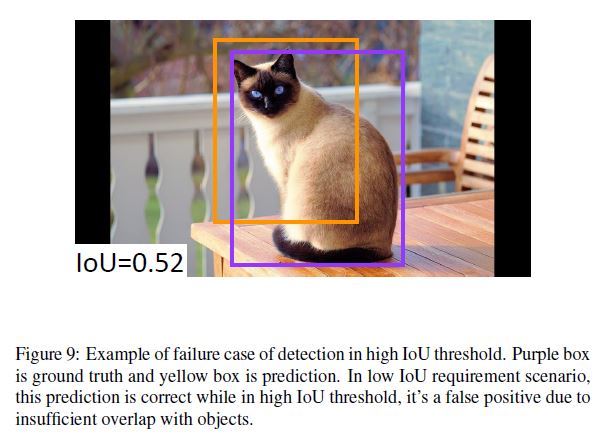 IoU=0.52
Figure 9: Example of failure case of detection in high IoU threshold. Purple box
is ground truth and yellow box is prediction. In low IoU requirement scenario,
this prediction is correct while in high IoU threshold, it's a false positive due to
insufficient overlap with objects.